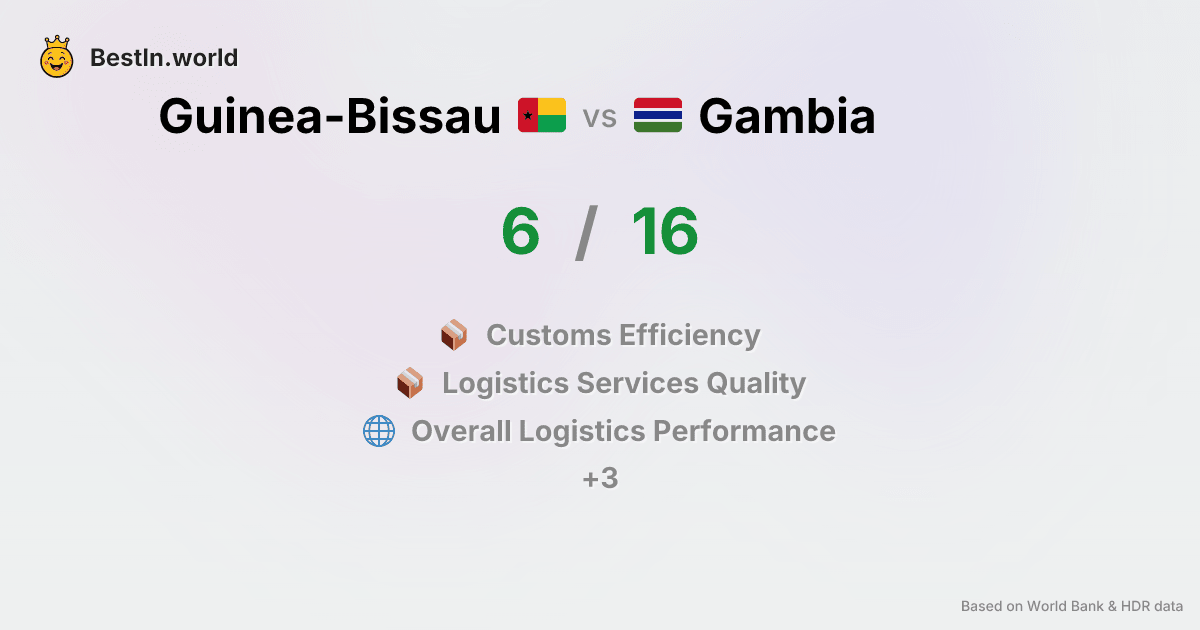 BestIn.world
Guinea-Bissau vs Gambia
6 / 16
Customs Efficiency
Logistics Services Quality
Overall Logistics Performance
+3
Based on World Bank & HDR data